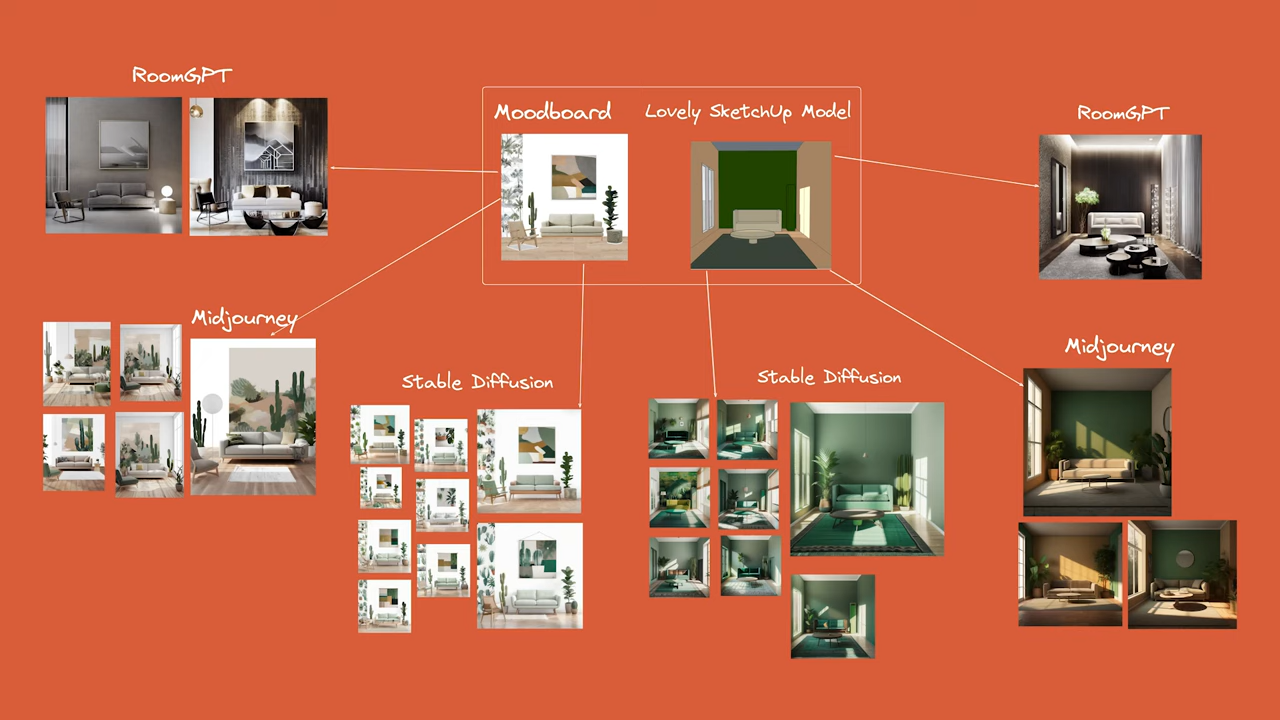 RoomGPT
Moodboard
Lovely SketchUp Model
RoomGPT
Midjourney
Stable Diffusion
Stable Diffusion
Midjourney